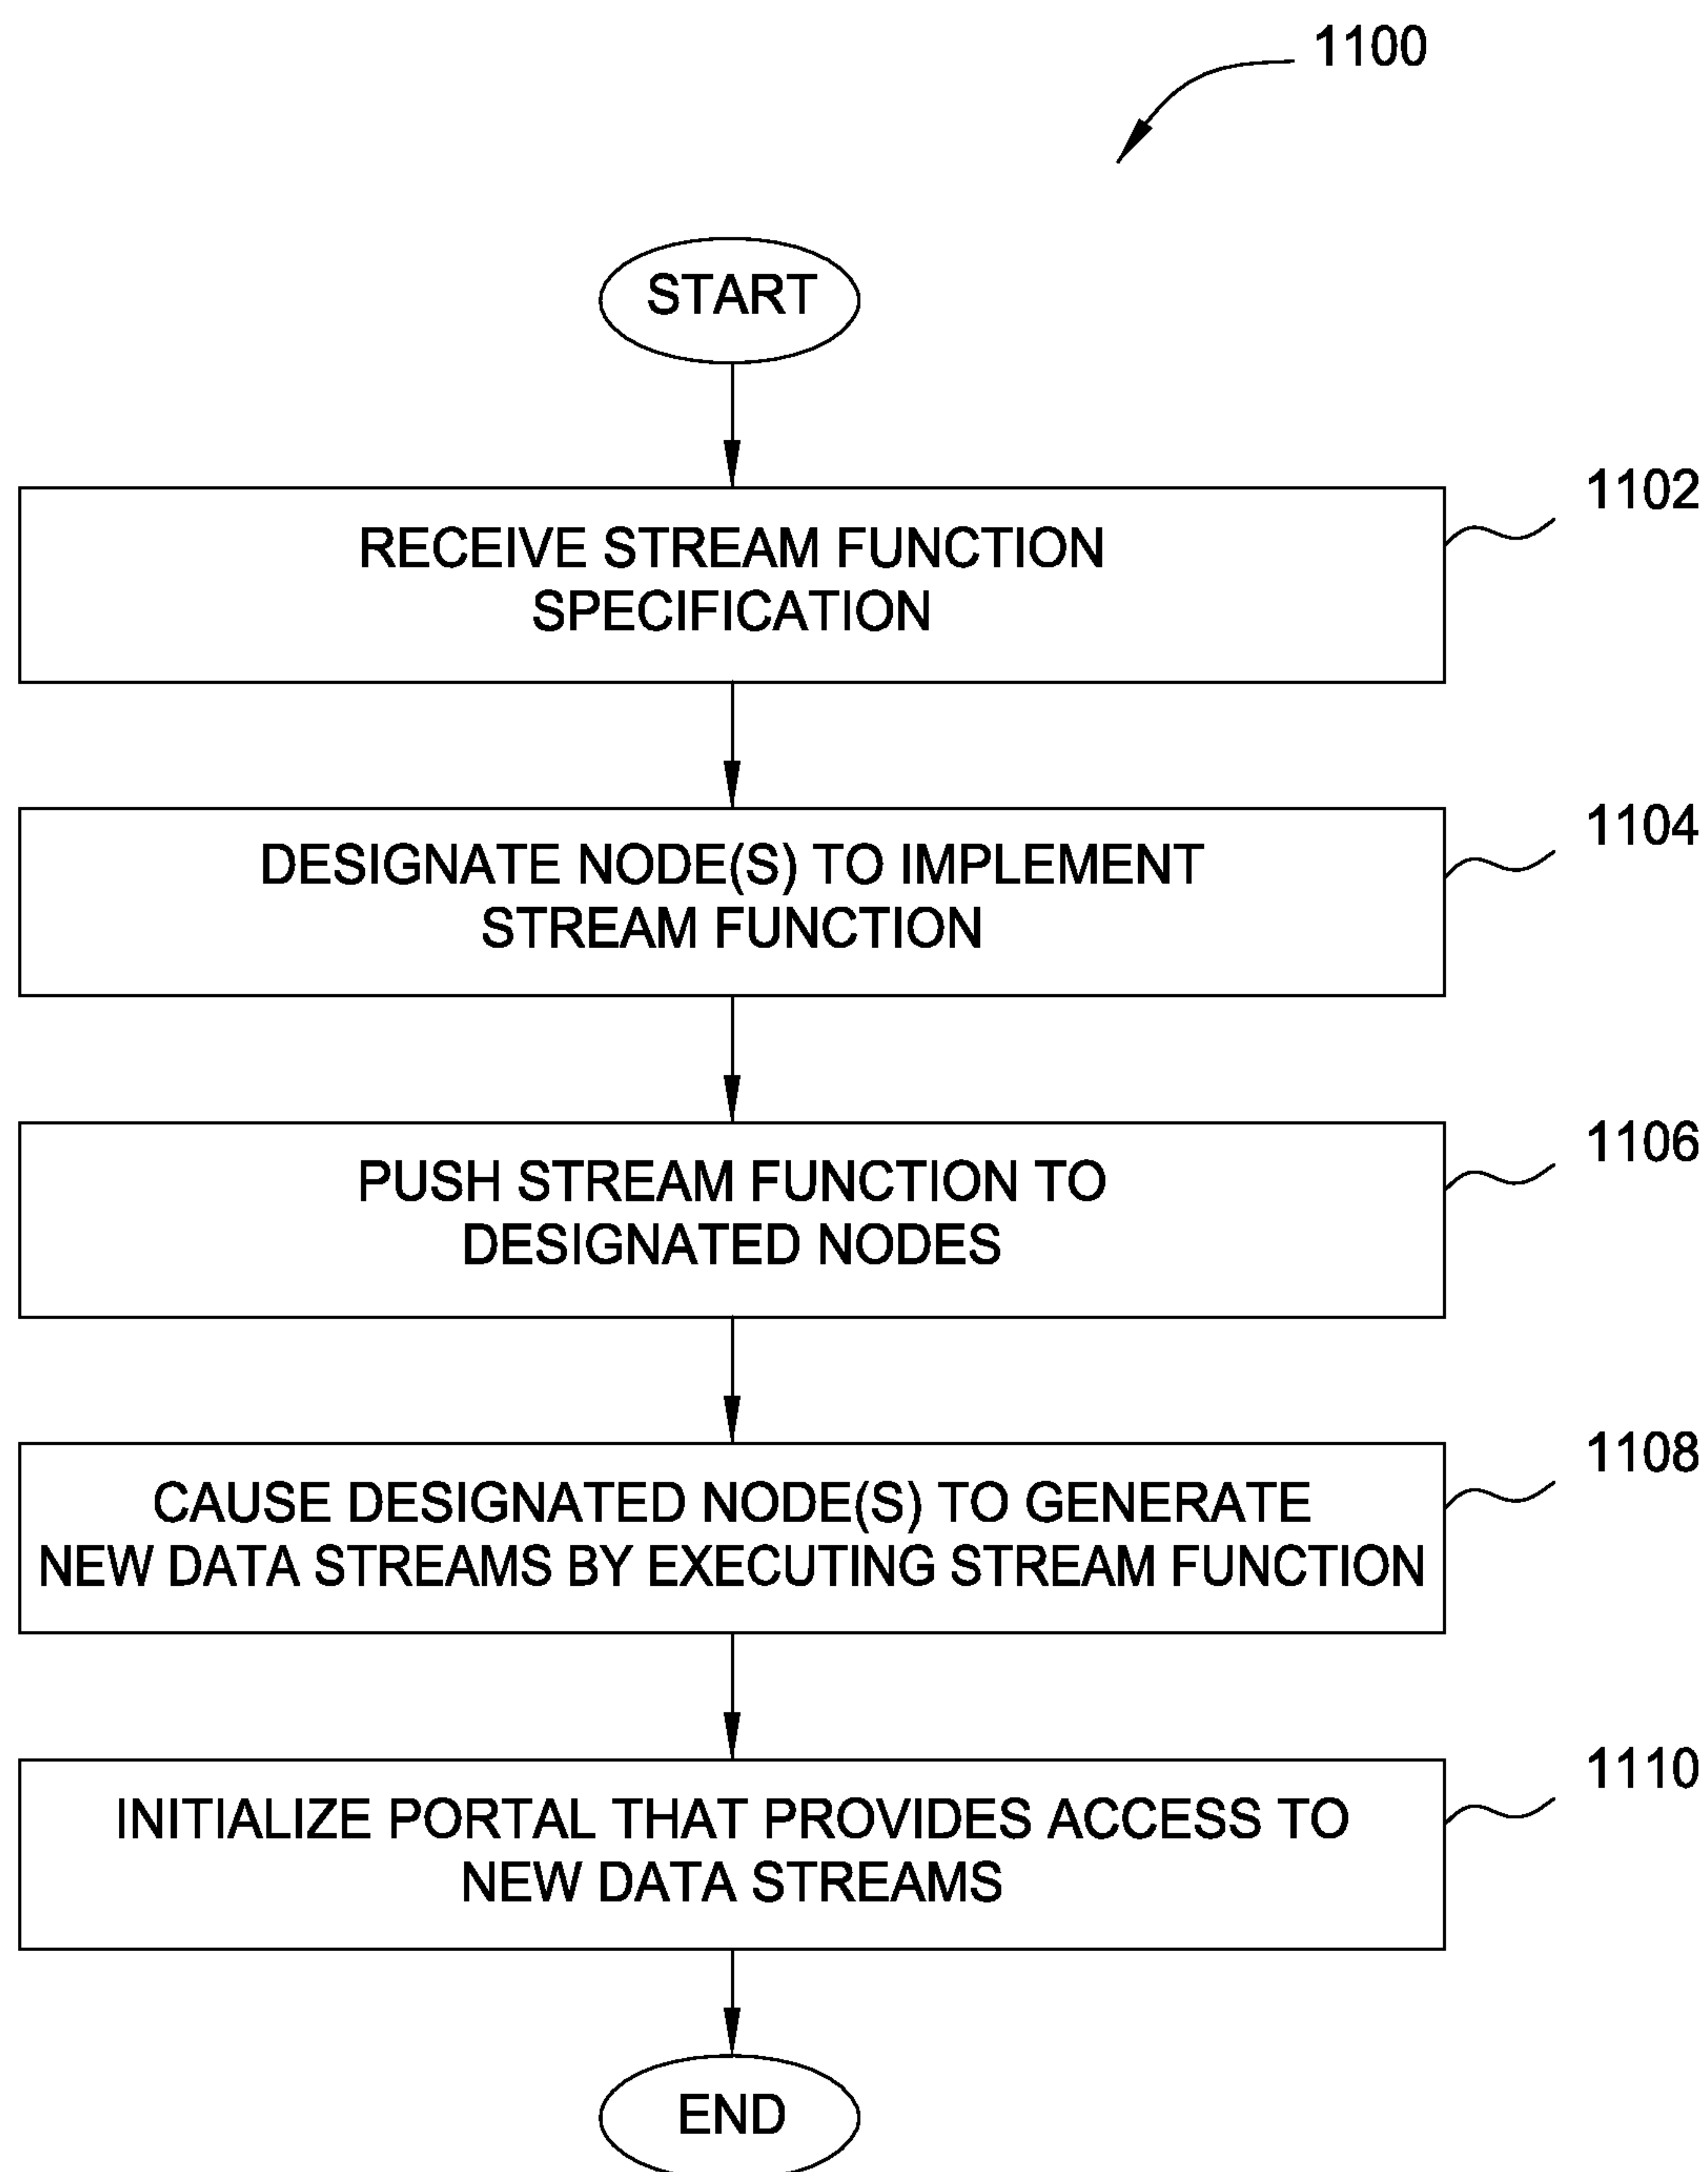 1100
START
1102
RECEIVE STREAM FUNCTION
SPECIFICATION
1104
DESIGNATE NODE(S) TO IMPLEMENT
STREAM FUNCTION
1106
PUSH STREAM FUNCTION TO
DESIGNATED NODES
1108
CAUSE DESIGNATED NODE(S) TO GENERATE
NEW DATA STREAMS BY EXECUTING STREAM FUNCTION
1110
INITIALIZE PORTAL THAT PROVIDES ACCESS TO
NEW DATA STREAMS
END